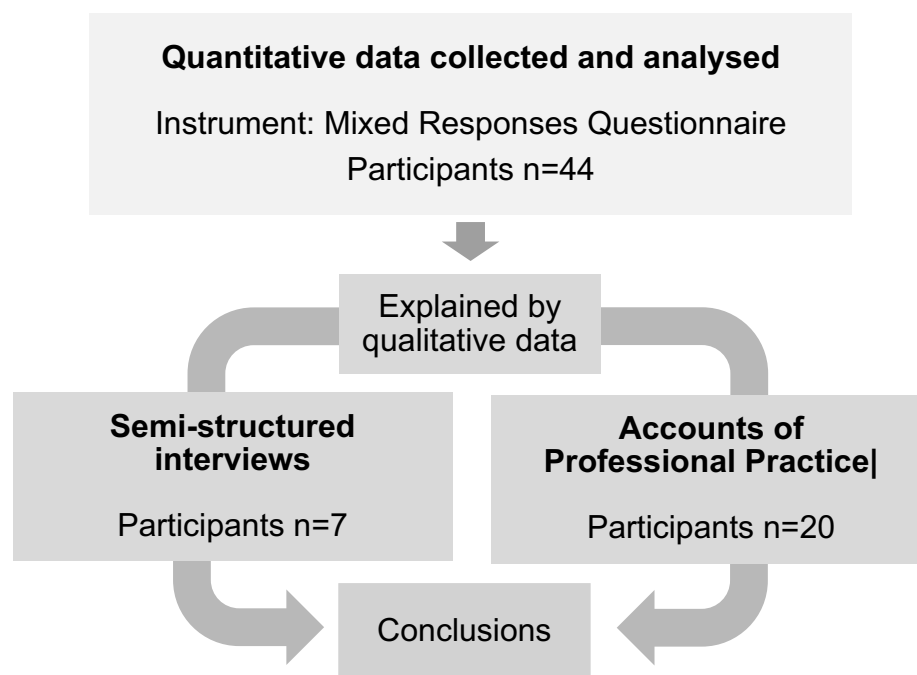 Quantitative data collected and analysed
Instrument: Mixed Responses Questionnaire
Participants n=44
Explained by
qualitative data
Semi-structured
interviews
Participants n=7
Accounts of
Professional Practice|
Participants n=20
Conclusions